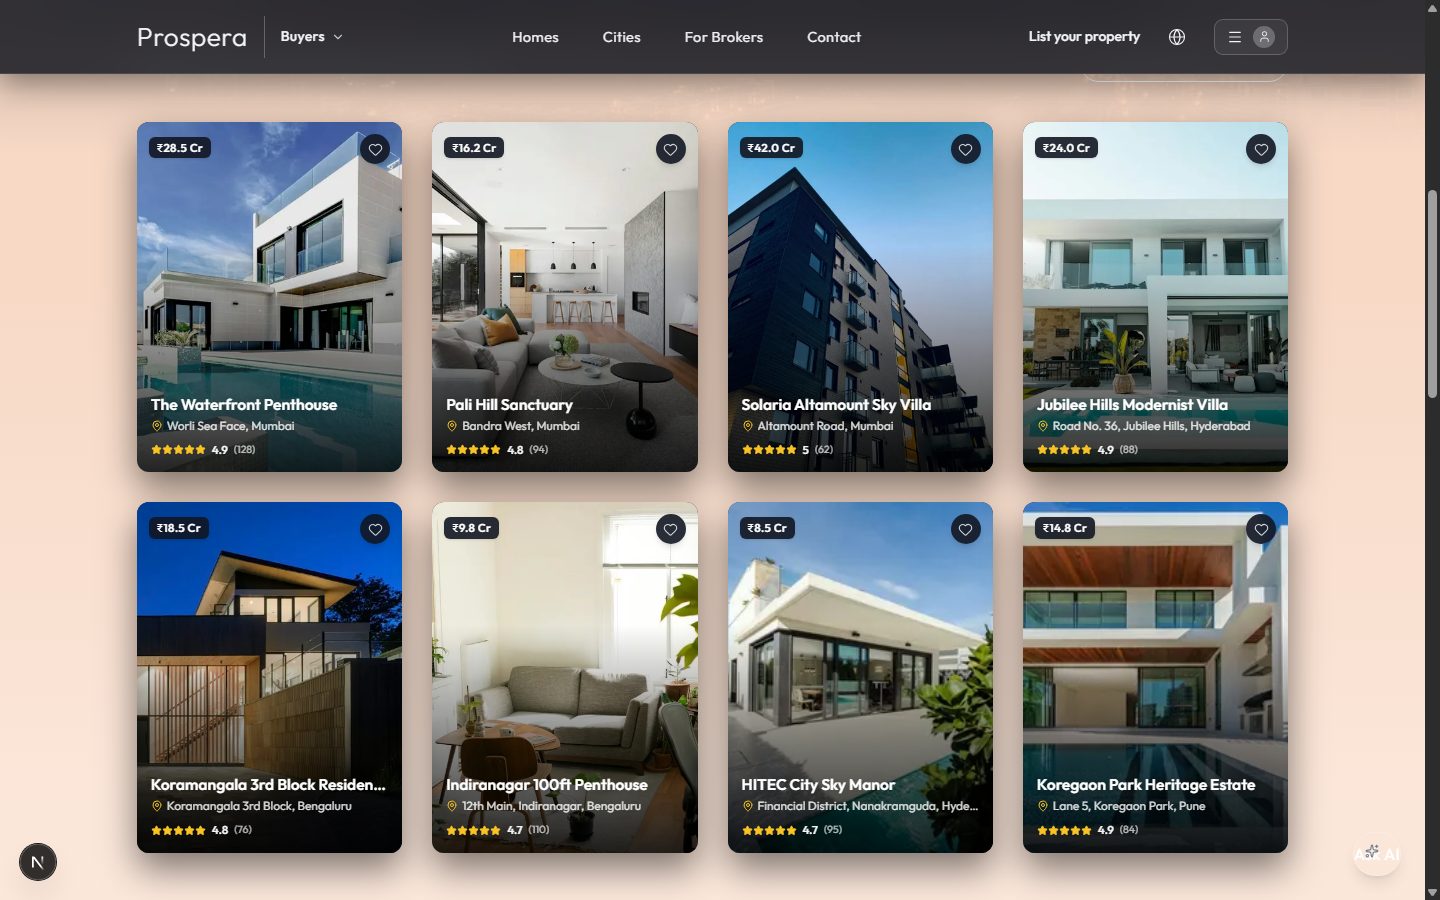 Prospera
Buyers
Homes
Cities
For Brokers
Contact
List your property
₹28.5 Cr
The Waterfront Penthouse
Worli Sea Face, Mumbai
4.9 (128)
₹16.2 Cr
Pali Hill Sanctuary
Bandra West, Mumbai
4.8 (94)
₹42.0 Cr
Solaria Altamount Sky Villa
Altamount Road, Mumbai
5 (62)
₹24.0 Cr
Jubilee Hills Modernist Villa
Road No. 36, Jubilee Hills, Hyderabad
4.9 (88)
₹18.5 Cr
Koramangala 3rd Block Residen...
Koramangala 3rd Block, Bengaluru
4.8 (76)
₹9.8 Cr
Indiranagar 100ft Penthouse
12th Main, Indiranagar, Bengaluru
4.7 (110)
₹8.5 Cr
HITEC City Sky Manor
Financial District, Nanakramguda, Hyde...
4.7 (95)
₹14.8 Cr
Koregaon Park Heritage Estate
Lane 5, Koregaon Park, Pune
4.9 (84)
N
Ask AI